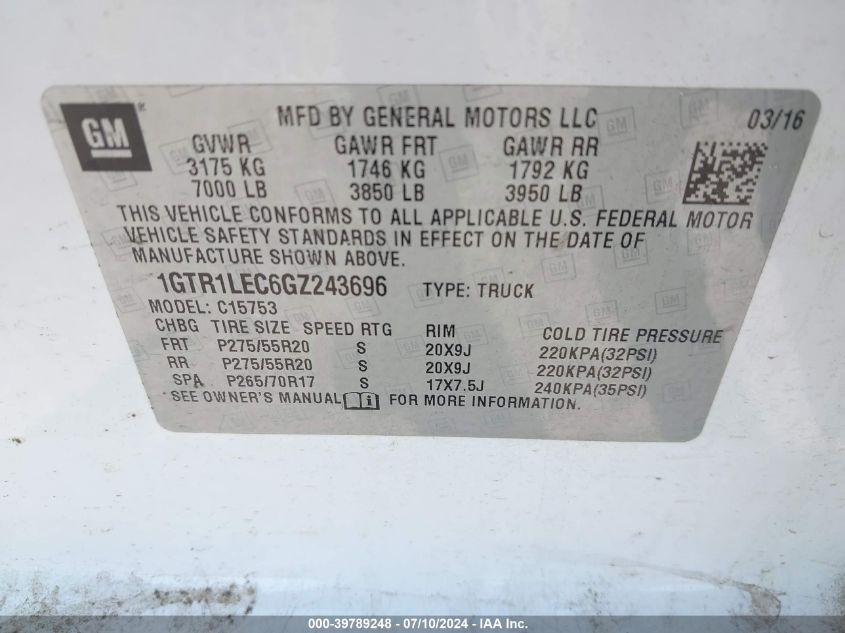 GM
MFD BY GENERAL MOTORS LLC 03/16
GVWR GAWR FRT GAWR RR
3175 KG 1746 KG 1792 KG
7000 LB 3850 LB 3950 LB
THIS VEHICLE CONFORMS TO ALL APPLICABLE U.S. FEDERAL MOTOR
VEHICLE SAFETY STANDARDS IN EFFECT ON THE DATE OF
MANUFACTURE SHOWN ABOVE.
1GTR1LEC6GZ243696 TYPE: TRUCK
MODEL: C15753
CHBG TIRE SIZE SPEED RTG RIM COLD TIRE PRESSURE
FRT P275/55R20 S 20X9J 220KPA(32PSI)
RR P275/55R20 S 20X9J 220KPA(32PSI)
SPA P265/70R17 S 17X7.5J 240KPA(35PSI)
SEE OWNER'S MANUAL FOR MORE INFORMATION.
000-39789248 - 07/10/2024 - IAA Inc.